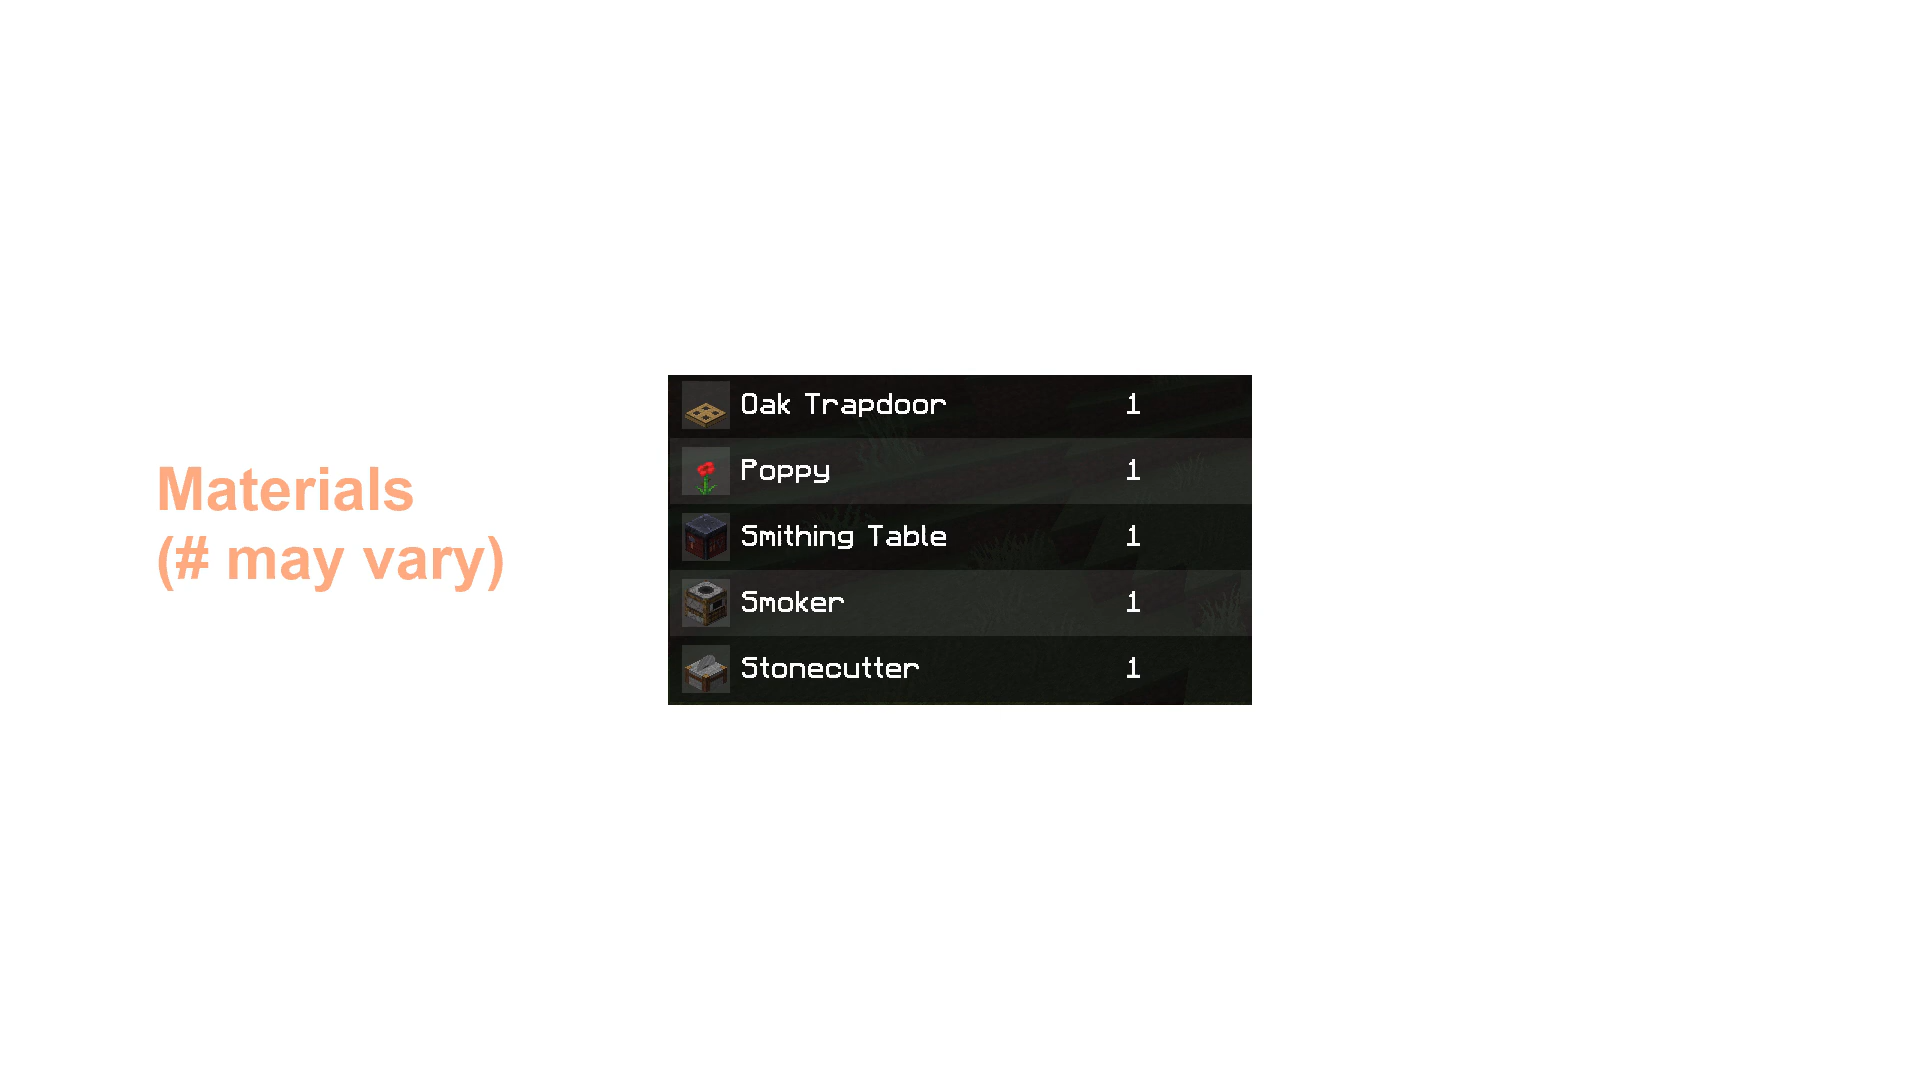 Materials
(# may vary)
Oak Trapdoor 1
Poppy 1
Smithing Table 1
Smoker 1
Stonecutter 1